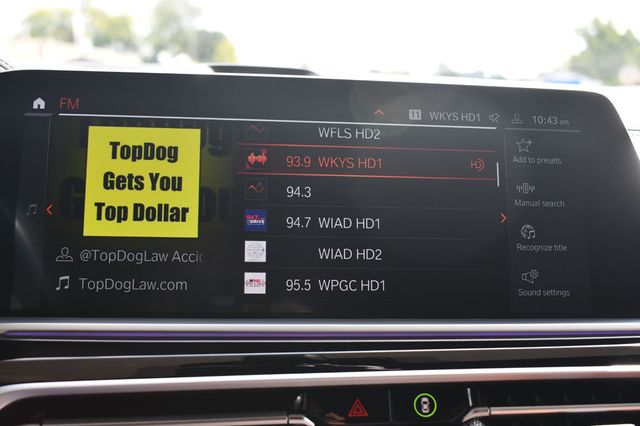 FM
11 WKYS HD1
10:43 am
TopDog
Gets You
Top Dollar
@TopDogLaw Acci
TopDogLaw.com
WFLS HD2
93.9 WKYS HD1
HD
94.3
94.7 WIAD HD1
WIAD HD2
95.5 WPGC HD1
Add to presets
Manual search
Recognize title
Sound settings